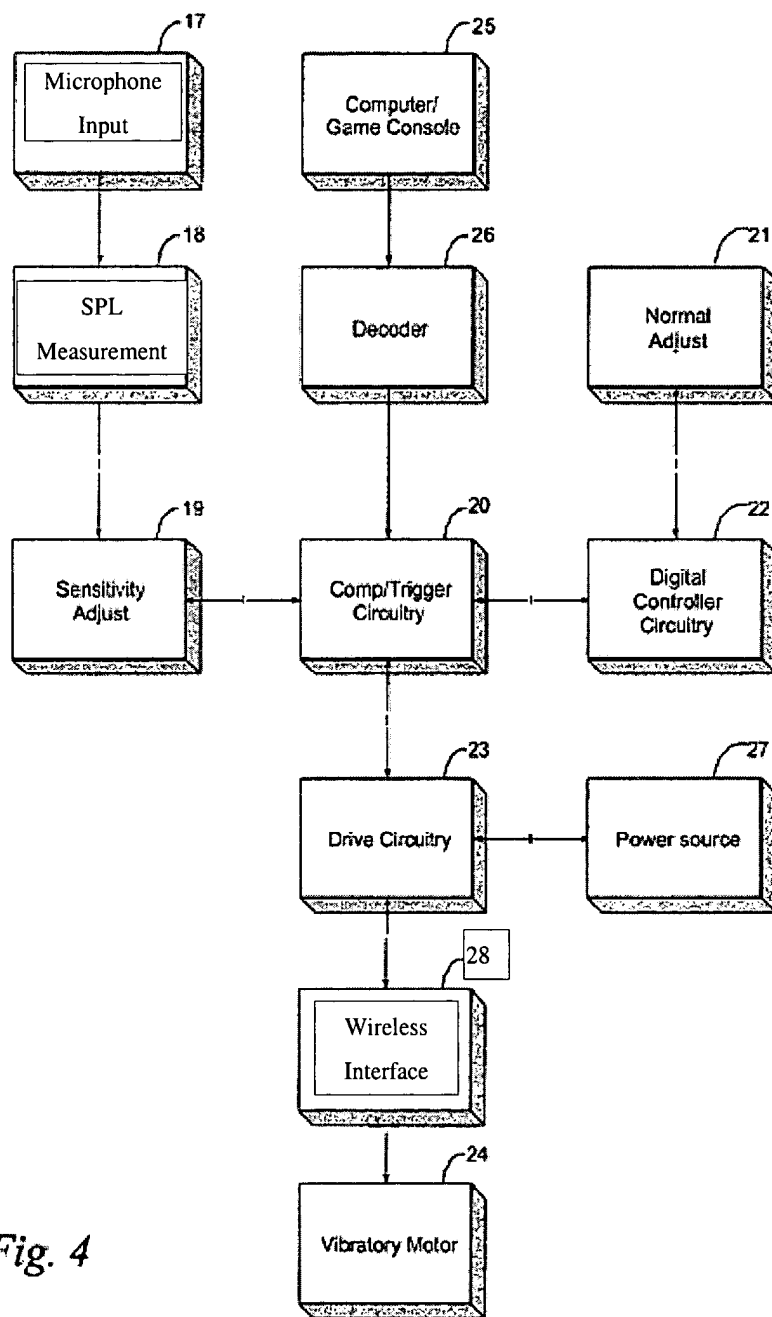 17
Microphone
Input
25
Computer/
Game Console
18
SPL
Measurement
26
Decoder
21
Normal
Adjust
19
Sensitivity
Adjust
20
Comp/Trigger
Circuitry
22
Digital
Controller
Circuitry
23
Drive Circuitry
27
Power source
28
Wireless
Interface
24
Vibratory Motor
Fig. 4